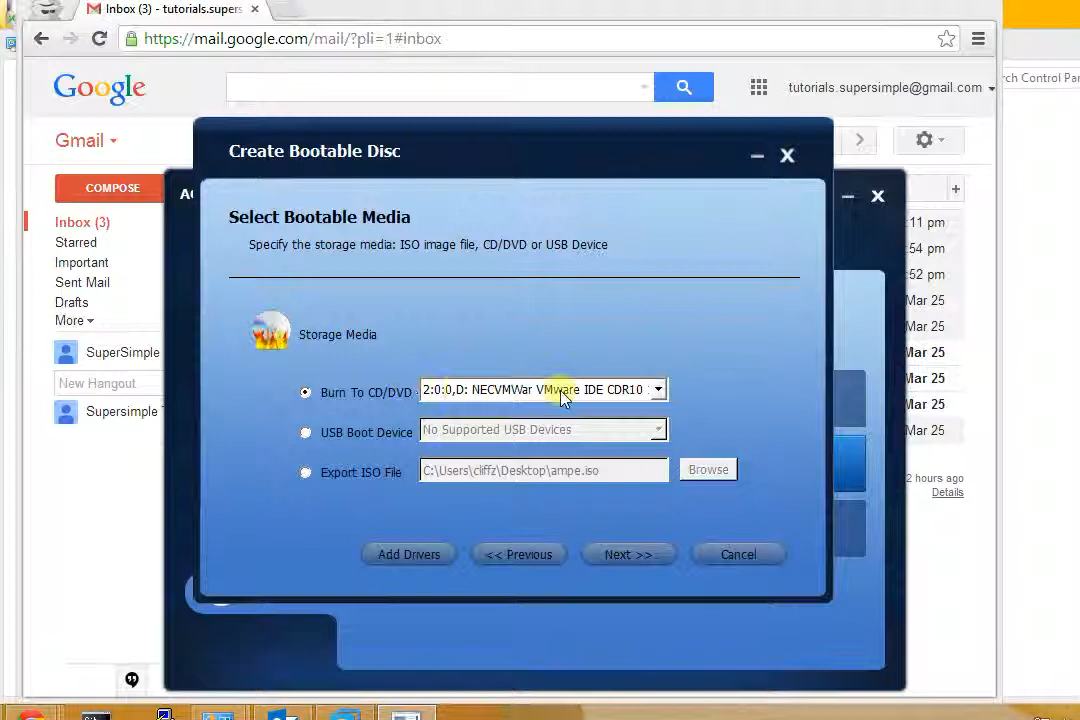 Inbox (3) - tutorials.supers
https://mail.google.com/mail/?pli=1#inbox
rch Control Par
Google
tutorials.supersimple@gmail.com
Gmail
Create Bootable Disc
COMPOSE
Select Bootable Media
Inbox (3)
:11 pm
Starred
Specify the storage media: ISO image file, CD/DVD or USB Device
:54 pm
Important
:52 pm
Sent Mail
Drafts
Mar 25
More
Mar 25
Storage Media
SuperSimple
Mar 25
New Hangout
Mar 25
Burn To CD/DVD
2:0:0,D: NECVMWar VMware IDE CDR10
Supersimple T
Mar 25
USB Boot Device
No Supported USB Devices
Mar 25
Export ISO File
C:\Users\cliffz\Desktop\ampe.iso
Browse
2 hours ago
Details
Add Drivers
<< Previous
Next >>
Cancel